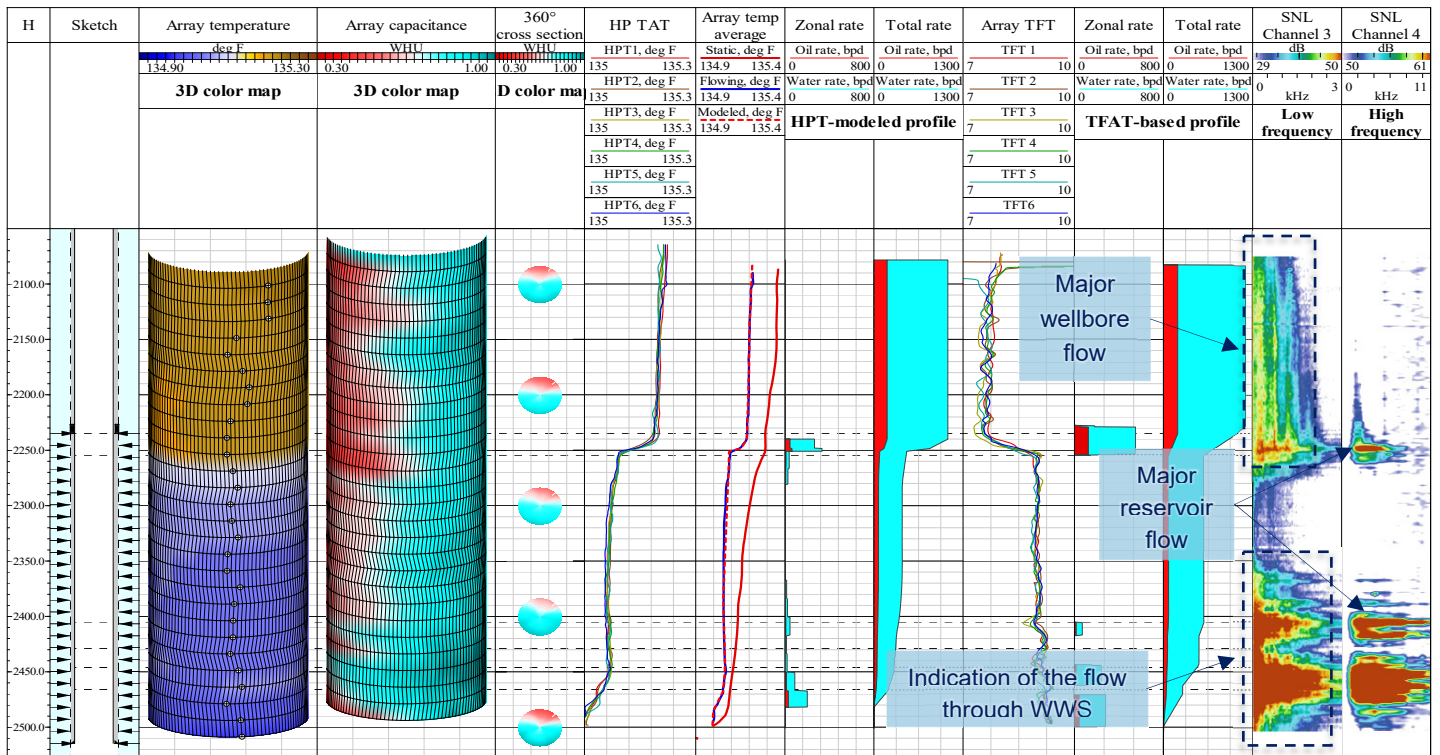 H
Sketch
Array temperature
Array capacitance
360°
cross section
HP TAT
Array temp
average
Zonal rate
Total rate
Array TFT
Zonal rate
Total rate
SNL
Channel 3
SNL
Channel 4
deg F
134.90 135.30
3D color map
WHU
0.30 1.00
3D color map
WHU
0.30 1.00
D color map
HPT1, deg F
135 135.3
HPT2, deg F
135 135.3
HPT3, deg F
135 135.3
HPT4, deg F
135 135.3
HPT5, deg F
135 135.3
HPT6, deg F
135 135.3
Static, deg F
134.9 135.4
Flowing, deg F
134.9 135.4
Modeled, deg F
134.9 135.4
Oil rate, bpd
0 800
Water rate, bpd
0 800
Oil rate, bpd
0 1300
Water rate, bpd
0 1300
HPT-modeled profile
TFT 1
7 10
TFT 2
7 10
TFT 3
7 10
TFT 4
7 10
TFT 5
7 10
TFT6
7 10
Oil rate, bpd
0 800
Water rate, bpd
0 800
Oil rate, bpd
0 1300
Water rate, bpd
0 1300
TFAT-based profile
dB
29 50
0 3
kHz
Low
frequency
dB
50 61
0 11
kHz
High
frequency
2100.0
2150.0
2200.0
2250.0
2300.0
2350.0
2400.0
2450.0
2500.0
Major
wellbore
flow
Major
reservoir
flow
Indication of the flow
through WWS